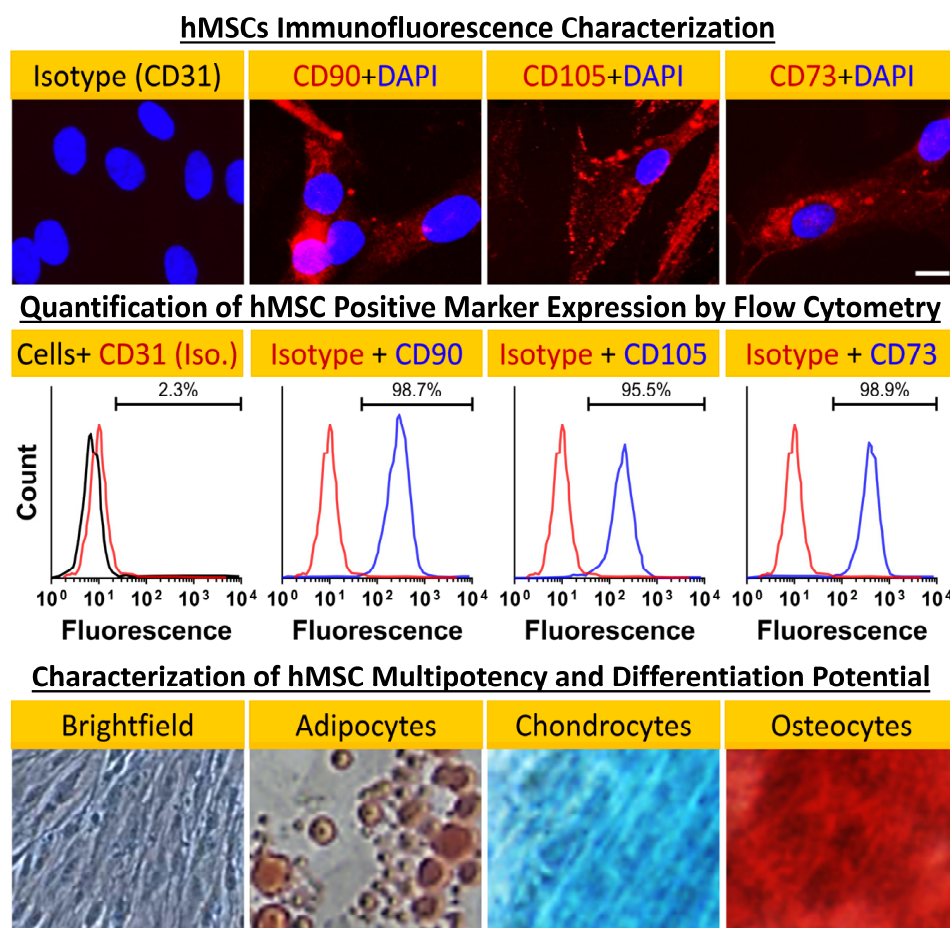 hMSCs Immunofluorescence Characterization
Isotype (CD31)
CD90+DAPI
CD105+DAPI
CD73+DAPI
Quantification of hMSC Positive Marker Expression by Flow Cytometry
Cells+ CD31 (Iso.)
Isotype + CD90
Isotype + CD105
Isotype + CD73
2.3%
98.7%
95.5%
98.9%
Count
10⁰ 10¹ 10² 10³ 10⁴
10⁰ 10¹ 10² 10³ 10⁴
10⁰ 10¹ 10² 10³ 10⁴
10⁰ 10¹ 10² 10³ 10⁴
Fluorescence
Fluorescence
Fluorescence
Fluorescence
Characterization of hMSC Multipotency and Differentiation Potential
Brightfield
Adipocytes
Chondrocytes
Osteocytes